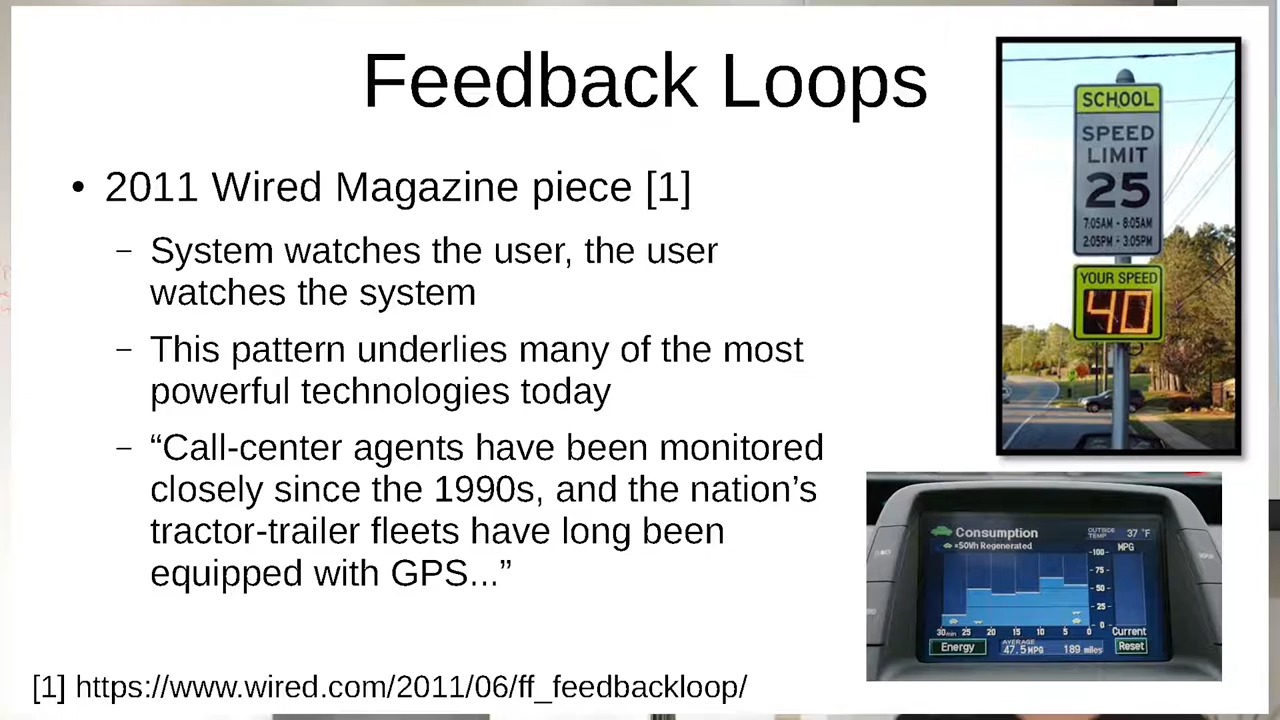 Feedback Loops
• 2011 Wired Magazine piece [1]
– System watches the user, the user
watches the system
– This pattern underlies many of the most
powerful technologies today
– “Call-center agents have been monitored
closely since the 1990s, and the nation’s
tractor-trailer fleets have long been
equipped with GPS...”
[1] https://www.wired.com/2011/06/ff_feedbackloop/
SCHOOL
SPEED
LIMIT
25
7:05AM - 8:05AM
2:05PM - 3:05PM
YOUR SPEED
40
Consumption
OUTSIDE
TEMP 37 °F
=50Wh Regenerated
MPG
100
75
50
25
0
30min 25 20 15 10 5 0
Current
Energy
AVERAGE
47.5 MPG 189 miles
Reset